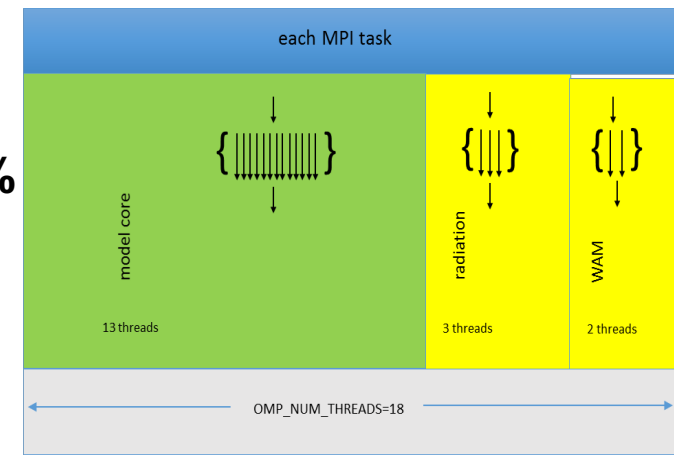 each MPI task
%
model core
radiation
WAM
13 threads
3 threads
2 threads
OMP_NUM_THREADS=18